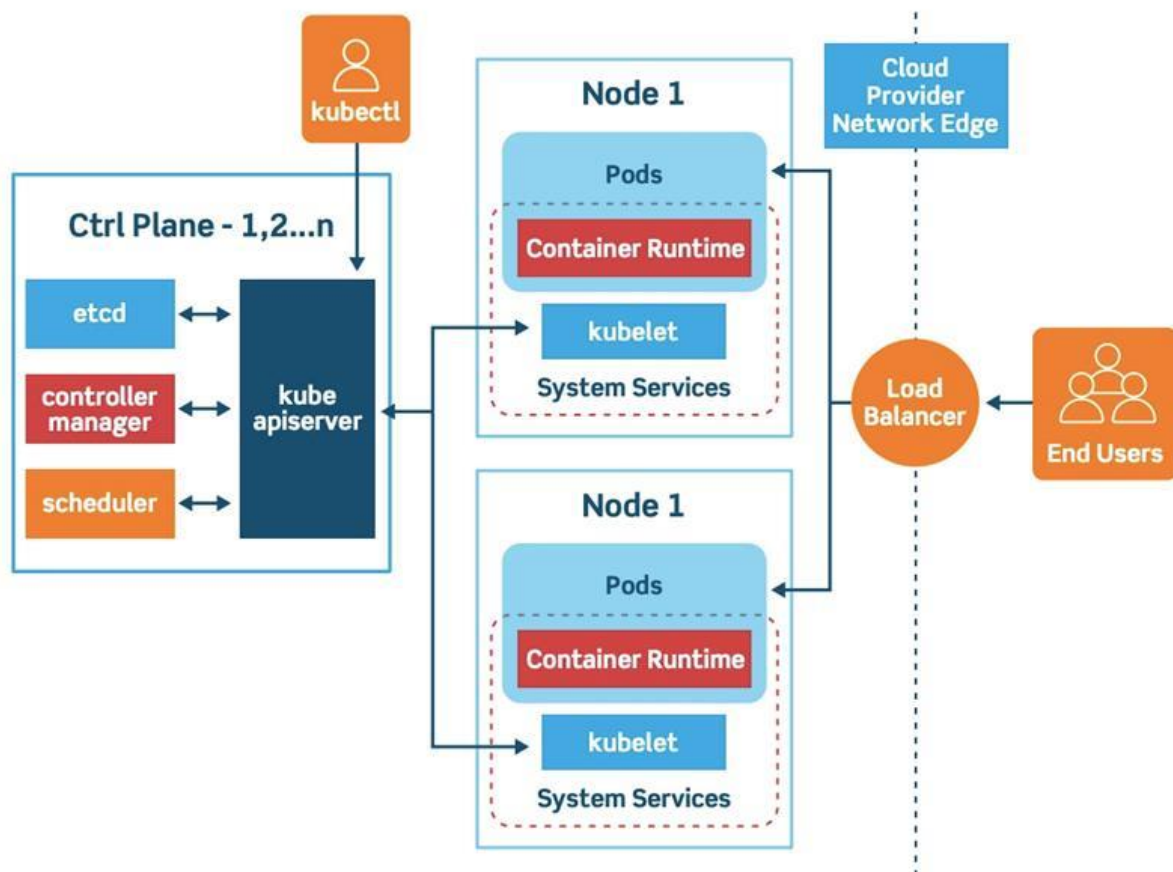 kubectl
Ctrl Plane - 1,2...n
etcd
controller
manager
scheduler
kube
apiserver
Node 1
Pods
Container Runtime
kubelet
System Services
Node 1
Pods
Container Runtime
kubelet
System Services
Cloud
Provider
Network Edge
Load
Balancer
End Users